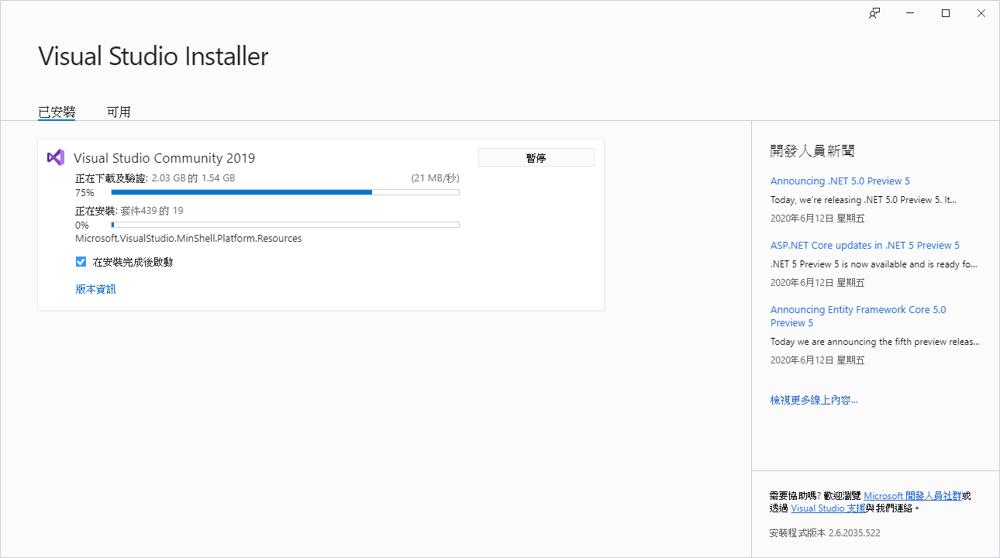 Visual Studio Installer
已安裝 可用
Visual Studio Community 2019 暫停
正在下載及驗證: 2.03 GB 的 1.54 GB (21 MB/秒)
75%
正在安裝: 套件439 的 19
0%
Microsoft.VisualStudio.MinShell.Platform.Resources
在安裝完成後啟動
版本資訊
開發人員新聞
Announcing .NET 5.0 Preview 5
Today, we’re releasing .NET 5.0 Preview 5. It...
2020年6月12日 星期五
ASP.NET Core updates in .NET 5 Preview 5
.NET 5 Preview 5 is now available and is ready fo...
2020年6月12日 星期五
Announcing Entity Framework Core 5.0
Preview 5
Today we are announcing the fifth preview releas...
2020年6月12日 星期五
檢視更多線上內容...
需要協助嗎? 歡迎瀏覽 Microsoft 開發人員社群或
透過 Visual Studio 支援與我們連絡。
安裝程式版本 2.6.2035.522